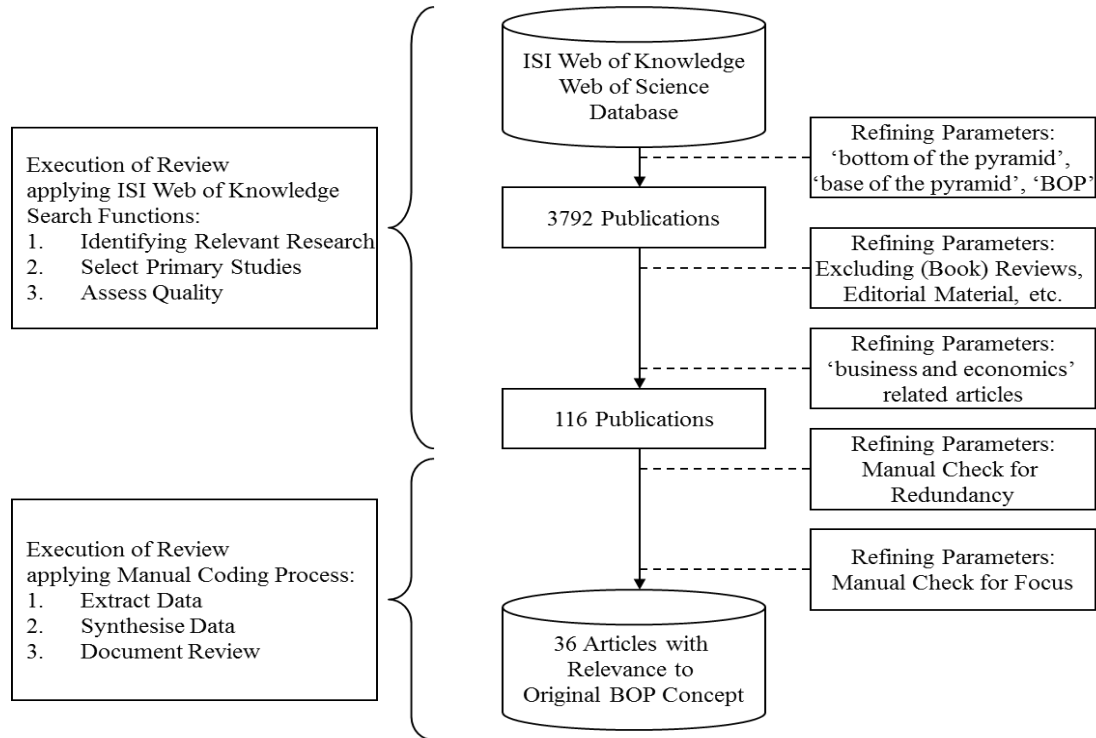 ISI Web of Knowledge
Web of Science
Database
Execution of Review
applying ISI Web of Knowledge
Search Functions:
1. Identifying Relevant Research
2. Select Primary Studies
3. Assess Quality
Refining Parameters:
‘bottom of the pyramid’,
‘base of the pyramid’, ‘BOP’
3792 Publications
Refining Parameters:
Excluding (Book) Reviews,
Editorial Material, etc.
Refining Parameters:
‘business and economics’
related articles
116 Publications
Refining Parameters:
Manual Check for
Redundancy
Execution of Review
applying Manual Coding Process:
1. Extract Data
2. Synthesise Data
3. Document Review
Refining Parameters:
Manual Check for Focus
36 Articles with
Relevance to
Original BOP Concept